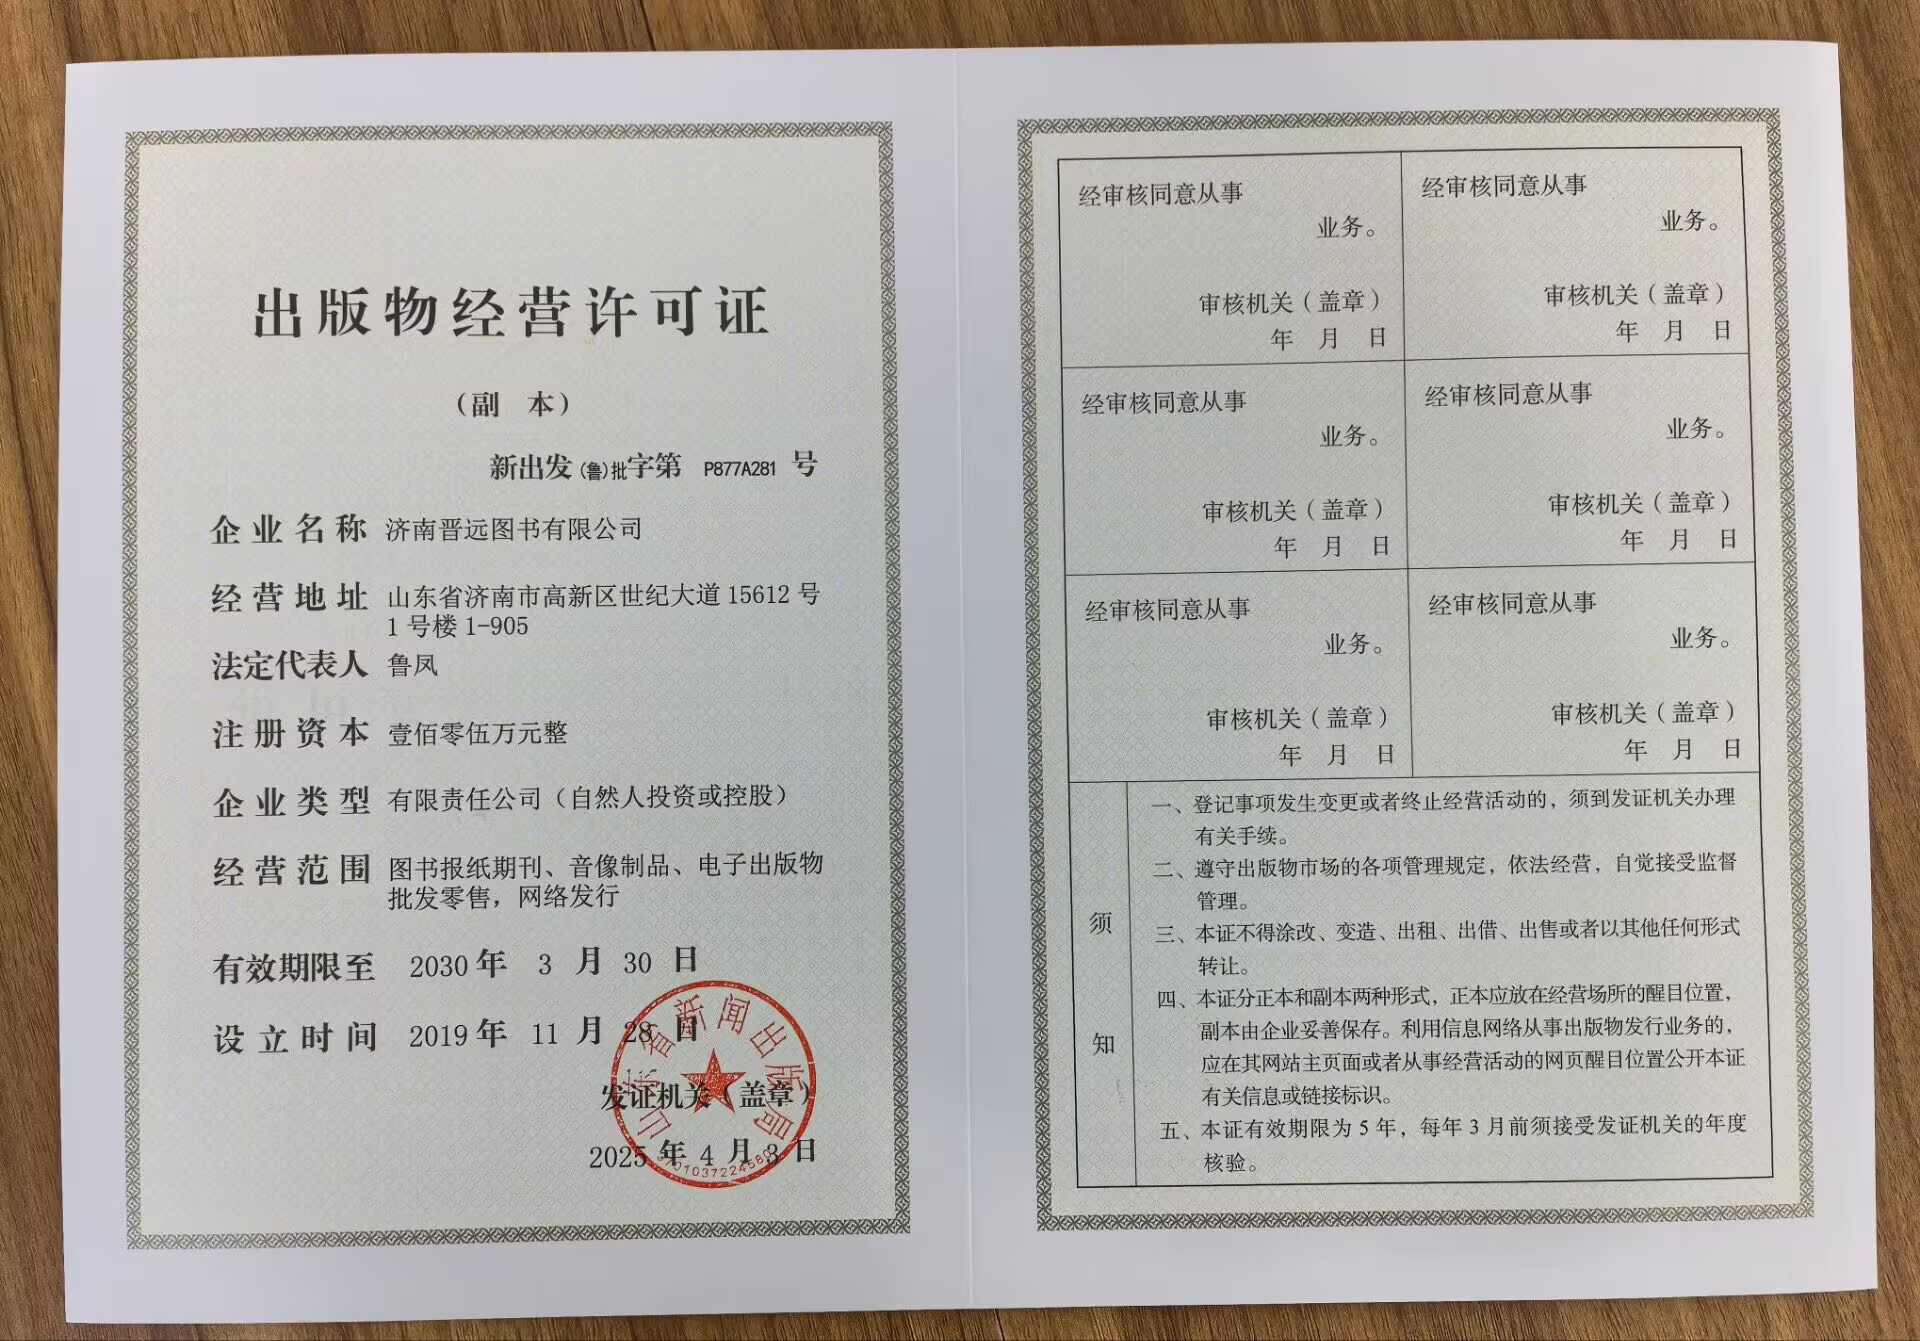 出版物经营许可证
（副 本）
新出发（鲁）批字第 P877A281 号
企业名称 济南晋远图书有限公司
经营地址 山东省济南市高新区世纪大道15612号
1号楼1-905
法定代表人 鲁凤
注册资本 壹佰零伍万元整
企业类型 有限责任公司（自然人投资或控股）
经营范围 图书报纸期刊、音像制品、电子出版物
批发零售，网络发行
有效期限至 2030年 3 月 30 日
设立时间 2019年 11 月 28 日
发证机关（盖章）
2025年 4 月 3 日
山东省新闻出版局
经审核同意从事
业务。
审核机关（盖章）
年 月 日
经审核同意从事
业务。
审核机关（盖章）
年 月 日
经审核同意从事
业务。
审核机关（盖章）
年 月 日
经审核同意从事
业务。
审核机关（盖章）
年 月 日
经审核同意从事
业务。
审核机关（盖章）
年 月 日
经审核同意从事
业务。
审核机关（盖章）
年 月 日
须知
一、登记事项发生变更或者终止经营活动的，须到发证机关办理
有关手续。
二、遵守出版物市场的各项管理规定，依法经营，自觉接受监督
管理。
三、本证不得涂改、变造、出租、出借、出售或者以其他任何形式
转让。
四、本证分正本和副本两种形式，正本应放在经营场所的醒目位置，
副本由企业妥善保存。利用信息网络从事出版物发行业务的，
应在其网站主页面或者从事经营活动的网页醒目位置公开本证
有关信息或链接标识。
五、本证有效期限为5年，每年3月前须接受发证机关的年度
核验。